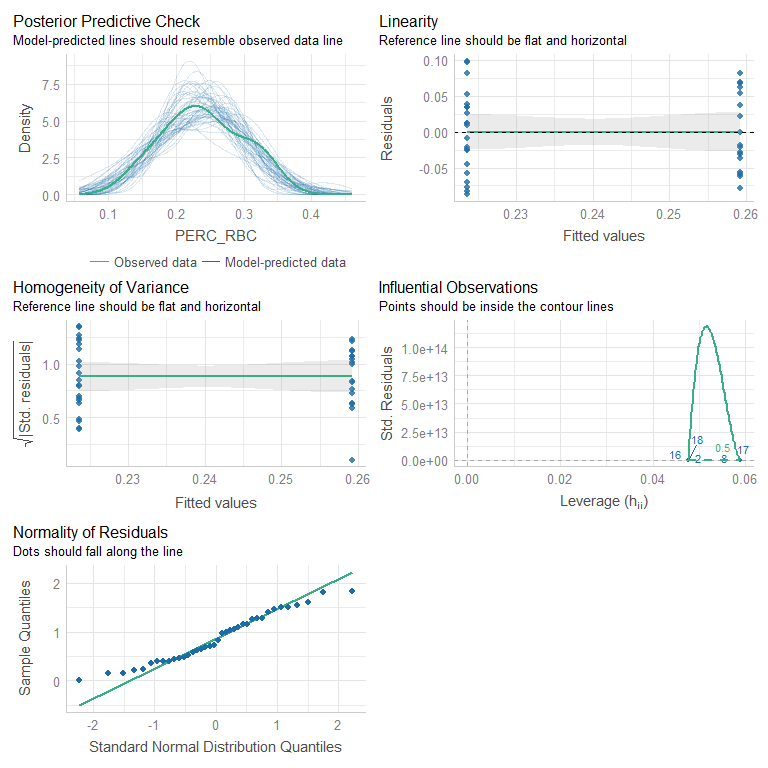 Posterior Predictive Check
Model-predicted lines should resemble observed data line
Density
7.5
5.0
2.5
0.0
0.1
0.2
0.3
0.4
PERC_RBC
Observed data
Model-predicted data
Linearity
Reference line should be flat and horizontal
Residuals
0.10
0.05
0.00
-0.05
0.23
0.24
0.25
0.26
Fitted values
Homogeneity of Variance
Reference line should be flat and horizontal
√|Std. residuals|
1.0
0.5
0.23
0.24
0.25
0.26
Fitted values
Influential Observations
Points should be inside the contour lines
Std. Residuals
1.0e+14
7.5e+13
5.0e+13
2.5e+13
0.0e+00
16
18
2
0.5
8
17
0.00
0.02
0.04
0.06
Leverage (hii)
Normality of Residuals
Dots should fall along the line
Sample Quantiles
2
1
0
-2
-1
0
1
2
Standard Normal Distribution Quantiles